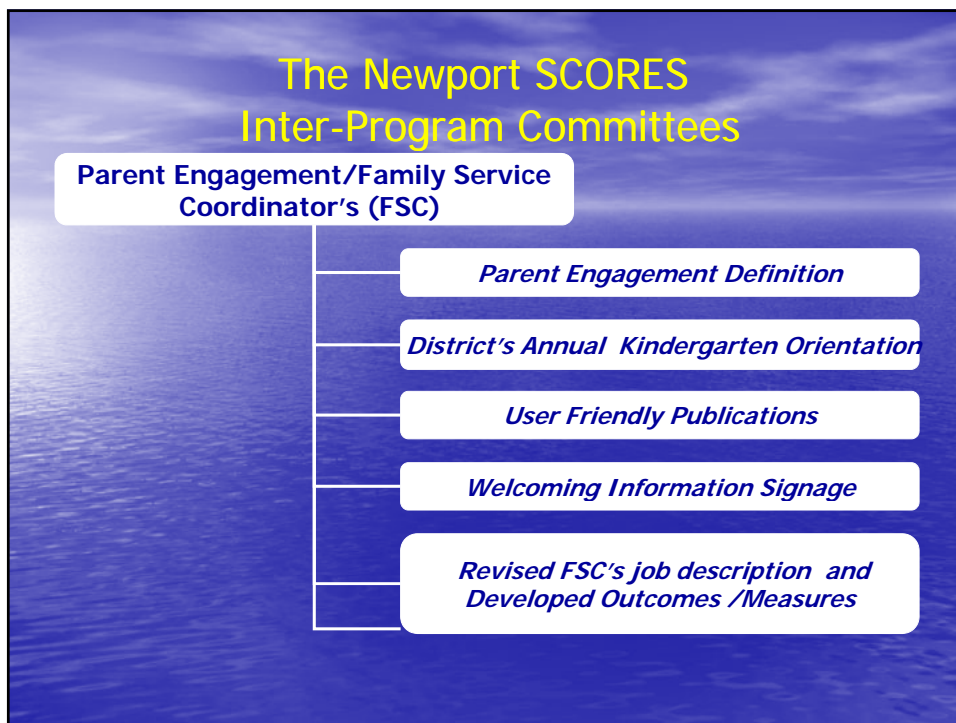 The Newport SCORES
Inter-Program Committees
Parent Engagement/Family Service
Coordinator's (FSC)
Parent Engagement Definition
District's Annual Kindergarten Orientation
User Friendly Publications
Welcoming Information Signage
Revised FSC's job description and
Developed Outcomes /Measures